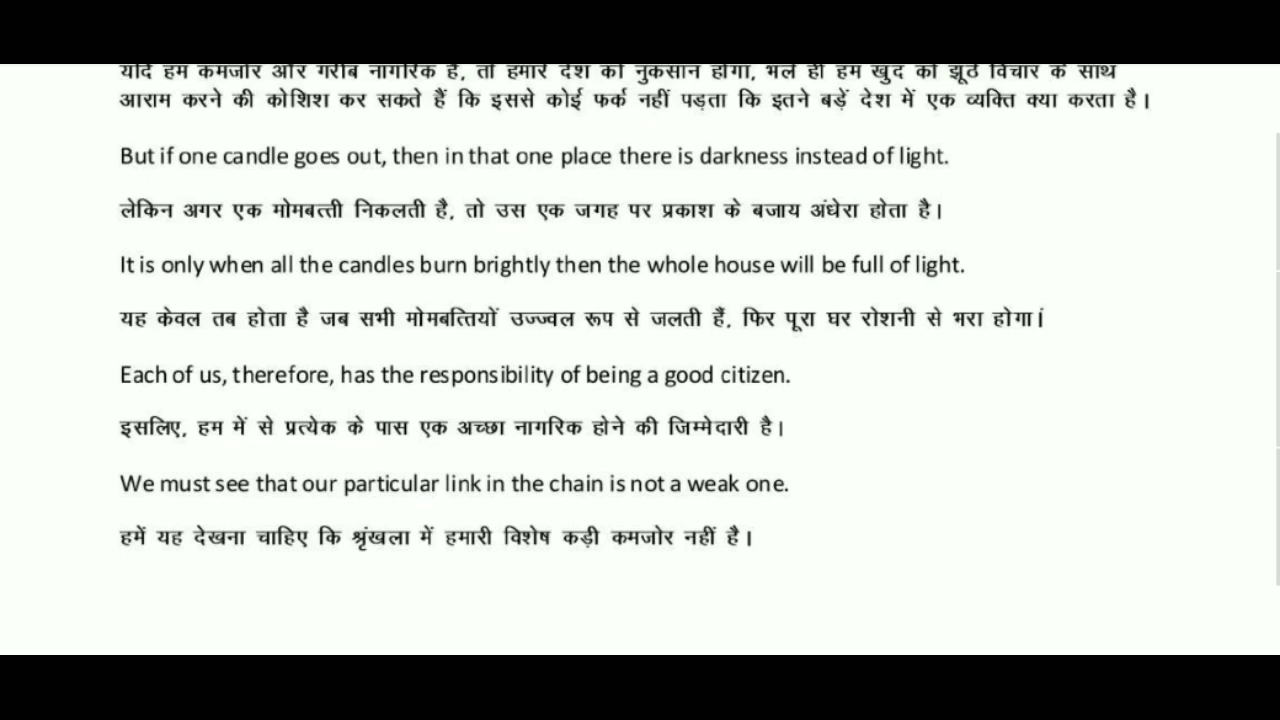 यदि हम कमजोर और गरीब नागरिक हैं, तो हमारे देश को नुकसान होगा, भले ही हम खुद को झूठे विचार के साथ
आराम करने की कोशिश कर सकते हैं कि इससे कोई फर्क नहीं पड़ता कि इतने बड़ें देश में एक व्यक्ति क्या करता है।
But if one candle goes out, then in that one place there is darkness instead of light.
लेकिन अगर एक मोमबत्ती निकलती है, तो उस एक जगह पर प्रकाश के बजाय अंधेरा होता है।
It is only when all the candles burn brightly then the whole house will be full of light.
यह केवल तब होता है जब सभी मोमबत्तियों उज्ज्वल रूप से जलती हैं, फिर पूरा घर रोशनी से भरा होगा।
Each of us, therefore, has the responsibility of being a good citizen.
इसलिए, हम में से प्रत्येक के पास एक अच्छा नागरिक होने की जिम्मेदारी है।
We must see that our particular link in the chain is not a weak one.
हमें यह देखना चाहिए कि श्रृंखला में हमारी विशेष कड़ी कमजोर नहीं है।